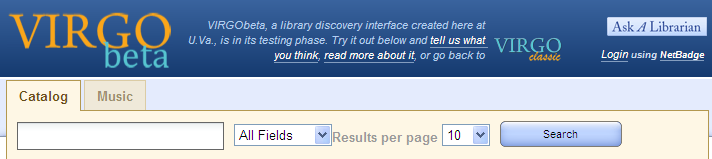 VIRGO
beta
VIRGObeta, a library discovery interface created here at
U.Va., is in its testing phase. Try it out below and tell us what
you think, read more about it, or go back to
VIRGO
classic
Ask A Librarian
Login using NetBadge
Catalog Music
All Fields Results per page 10 Search